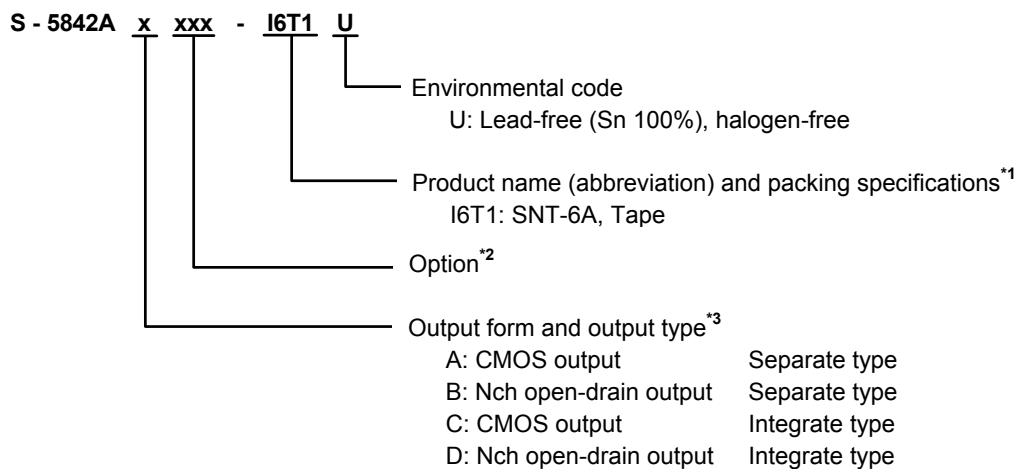 S - 5842A x xxx - I6T1 U
Environmental code
U: Lead-free (Sn 100%), halogen-free
Product name (abbreviation) and packing specifications*1
I6T1: SNT-6A, Tape
Option*2
Output form and output type*3
A: CMOS output Separate type
B: Nch open-drain output Separate type
C: CMOS output Integrate type
D: Nch open-drain output Integrate type